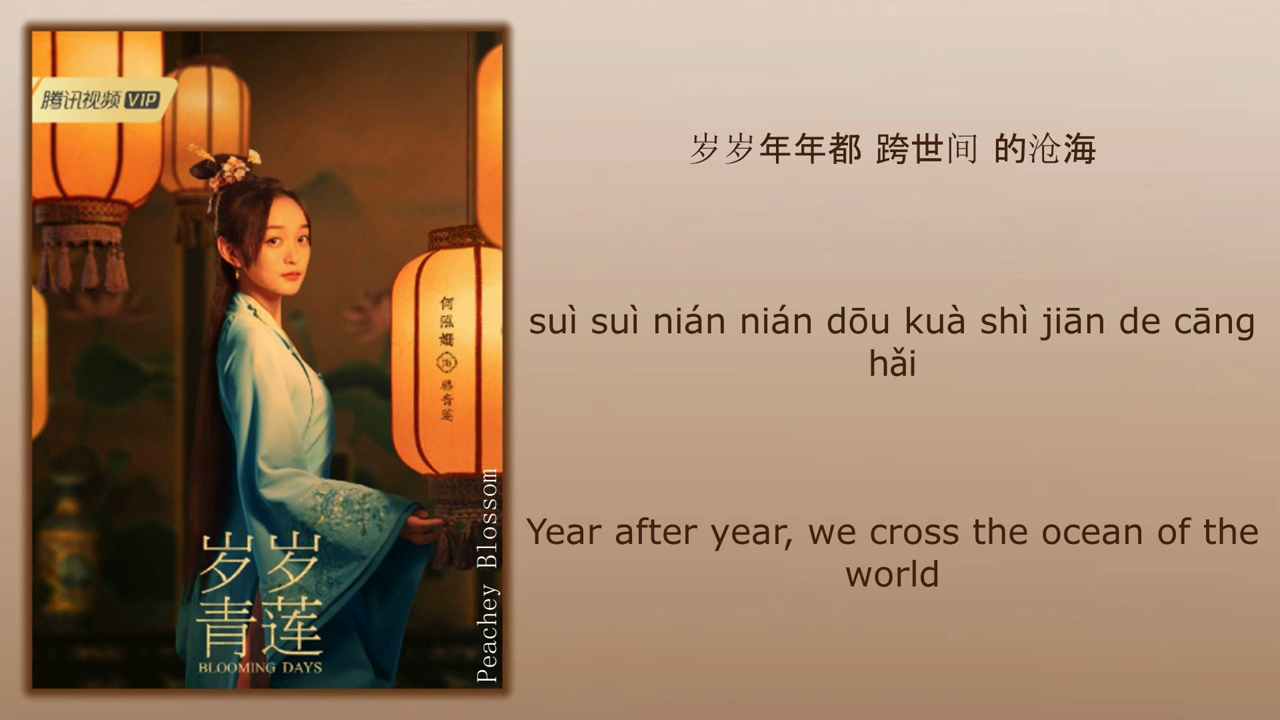 腾讯视频 VIP
何泓姗
饰
骆青莲
岁岁
青莲
BLOOMING DAYS
Peachey Blossom
岁岁年年都 跨世间 的沧海
suì suì nián nián dōu kuà shì jiān de cāng
hǎi
Year after year, we cross the ocean of the
world